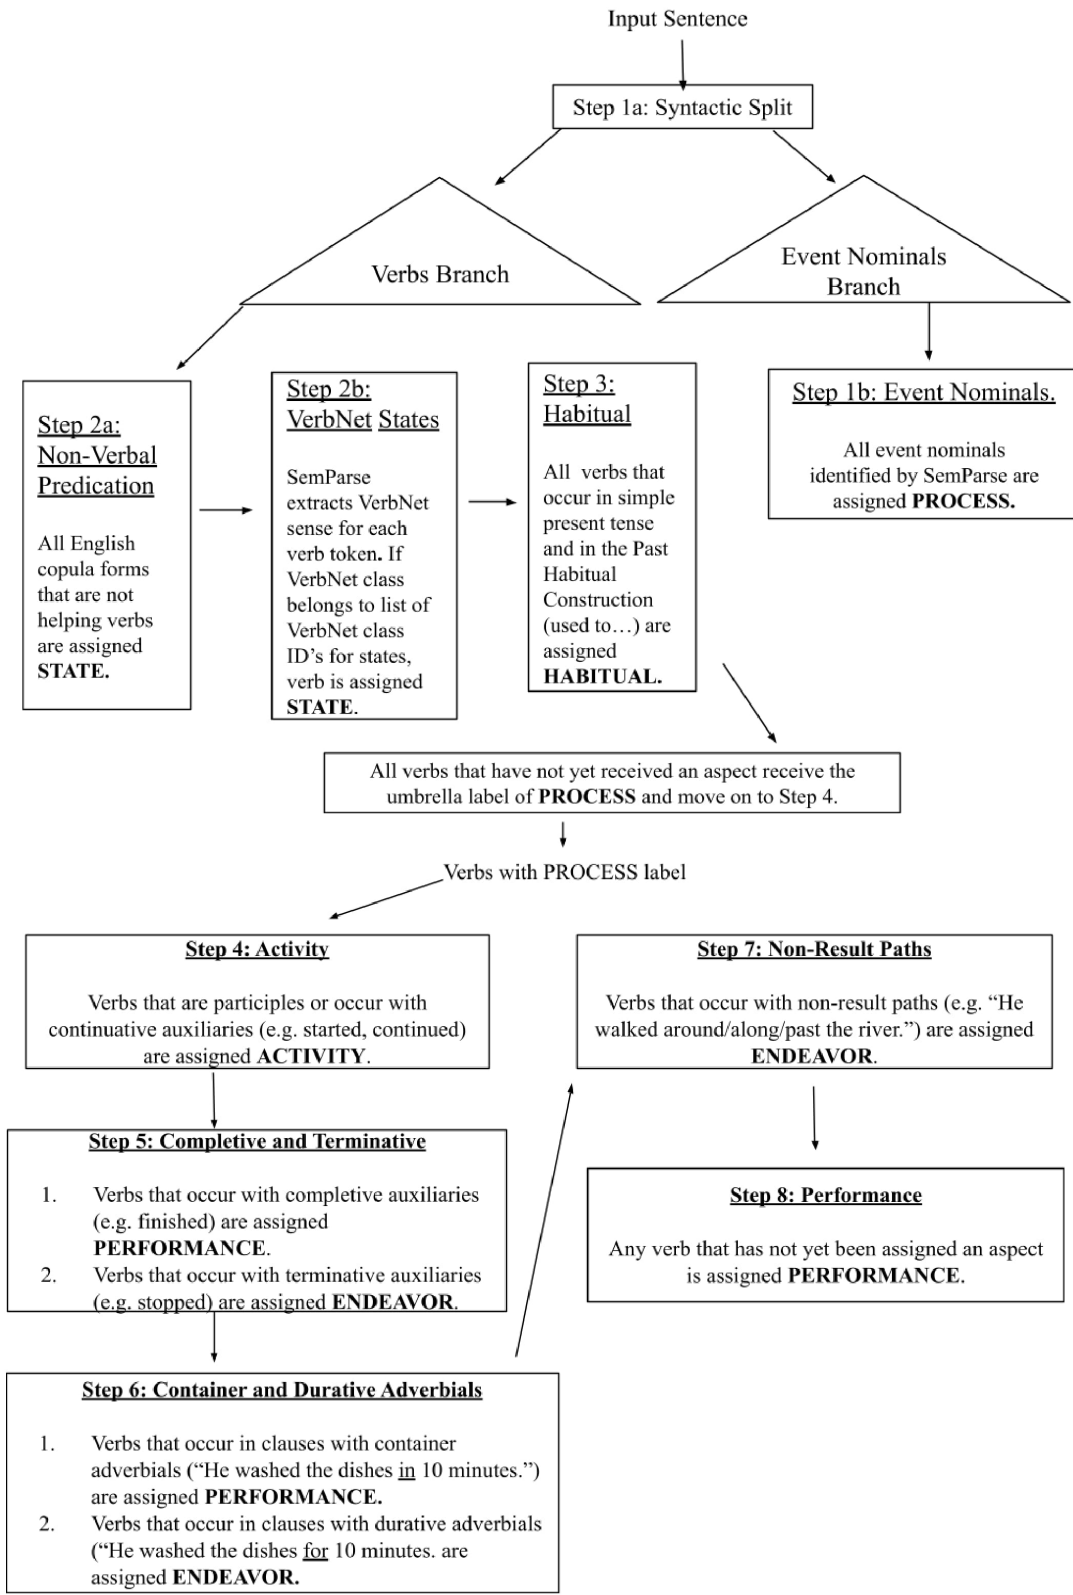 Input Sentence
Step 1a: Syntactic Split
Verbs Branch
Event Nominals
Branch
Step 2a:
Non-Verbal
Predication
All English
copula forms
that are not
helping verbs
are assigned
STATE.
Step 2b:
VerbNet States
SemParse
extracts VerbNet
sense for each
verb token. If
VerbNet class
belongs to list of
VerbNet class
ID's for states,
verb is assigned
STATE.
Step 3:
Habitual
All verbs that
occur in simple
present tense
and in the Past
Habitual
Construction
(used to…) are
assigned
HABITUAL.
Step 1b: Event Nominals.
All event nominals
identified by SemParse are
assigned PROCESS.
All verbs that have not yet received an aspect receive the
umbrella label of PROCESS and move on to Step 4.
Verbs with PROCESS label
Step 4: Activity
Verbs that are participles or occur with
continuative auxiliaries (e.g. started, continued)
are assigned ACTIVITY.
Step 5: Completive and Terminative
1. Verbs that occur with completive auxiliaries
(e.g. finished) are assigned
PERFORMANCE.
2. Verbs that occur with terminative auxiliaries
(e.g. stopped) are assigned ENDEAVOR.
Step 6: Container and Durative Adverbials
1. Verbs that occur in clauses with container
adverbials ("He washed the dishes in 10 minutes.")
are assigned PERFORMANCE.
2. Verbs that occur in clauses with durative adverbials
("He washed the dishes for 10 minutes. are
assigned ENDEAVOR.
Step 7: Non-Result Paths
Verbs that occur with non-result paths (e.g. "He
walked around/along/past the river.") are assigned
ENDEAVOR.
Step 8: Performance
Any verb that has not yet been assigned an aspect
is assigned PERFORMANCE.